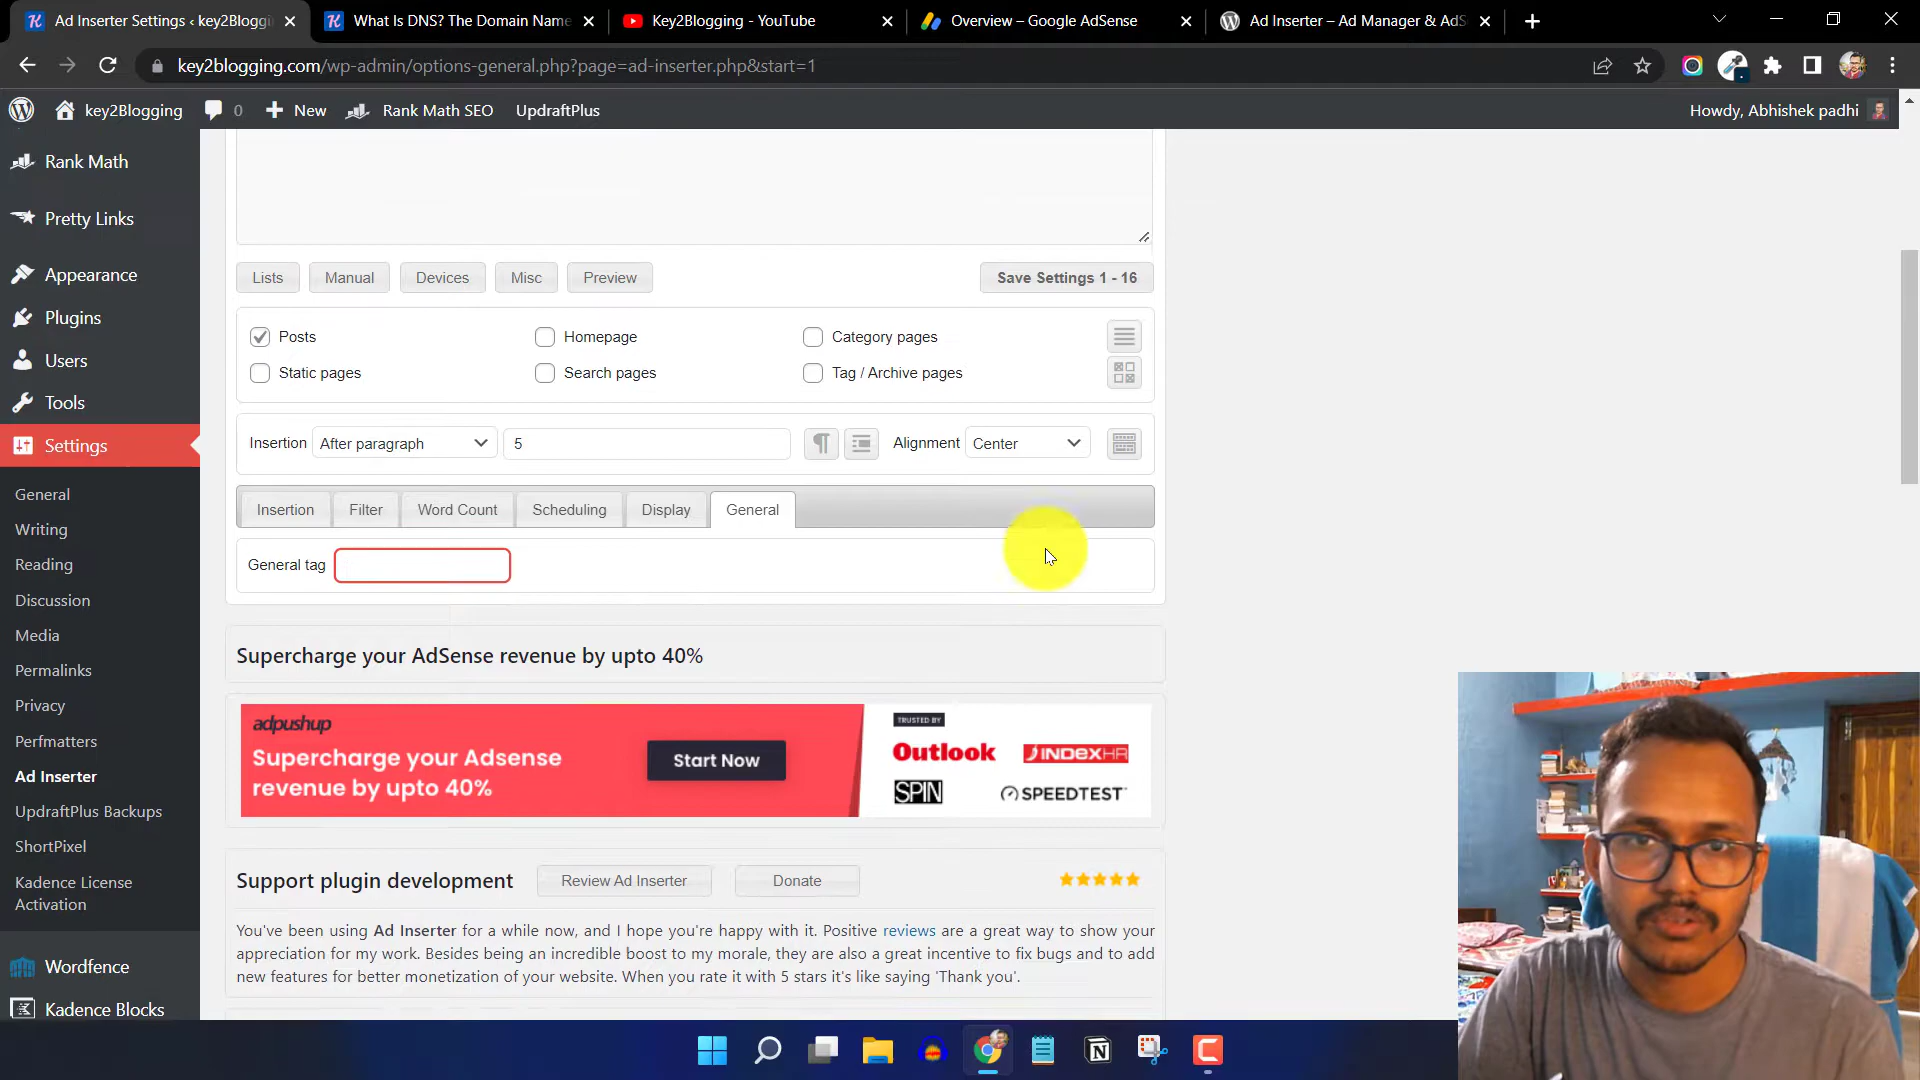 Ad Inserter Settings ‹ key2Bloggin
What Is DNS? The Domain Name
Key2Blogging - YouTube
Overview – Google AdSense
Ad Inserter – Ad Manager & AdS
key2blogging.com/wp-admin/options-general.php?page=ad-inserter.php&start=1
key2Blogging
0
New
Rank Math SEO
UpdraftPlus
Howdy, Abhishek padhi
Rank Math
Pretty Links
Appearance
Plugins
Users
Tools
Settings
General
Writing
Reading
Discussion
Media
Permalinks
Privacy
Perfmatters
Ad Inserter
UpdraftPlus Backups
ShortPixel
Kadence License
Activation
Wordfence
Kadence Blocks
Lists
Manual
Devices
Misc
Preview
Save Settings 1 - 16
Posts
Homepage
Category pages
Static pages
Search pages
Tag / Archive pages
Insertion
After paragraph
5
Alignment
Center
Insertion
Filter
Word Count
Scheduling
Display
General
General tag
Supercharge your AdSense revenue by upto 40%
adpushup
Supercharge your Adsense
revenue by upto 40%
Start Now
TRUSTED BY
Outlook
INDEXHR
SPIN
SPEEDTEST
Support plugin development
Review Ad Inserter
Donate
You've been using Ad Inserter for a while now, and I hope you're happy with it. Positive reviews are a great way to show your
appreciation for my work. Besides being an incredible boost to my morale, they are also a great incentive to fix bugs and to add
new features for better monetization of your website. When you rate it with 5 stars it's like saying 'Thank you'.